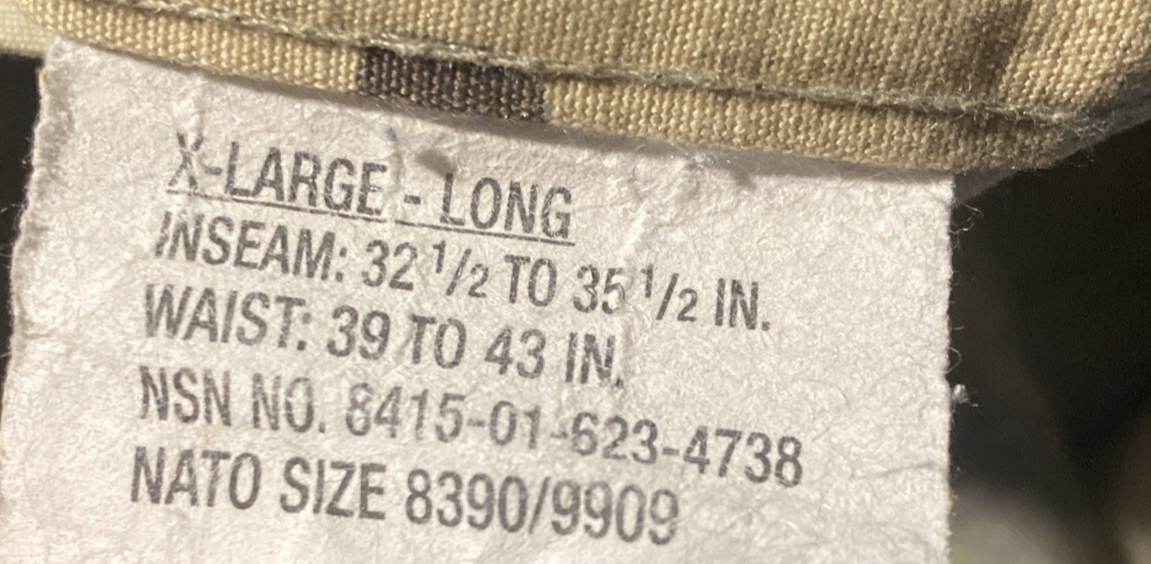 X-LARGE - LONG
INSEAM: 32 1/2 TO 35 1/2 IN.
WAIST: 39 TO 43 IN.
NSN NO. 8415-01-623-4738
NATO SIZE 8390/9909